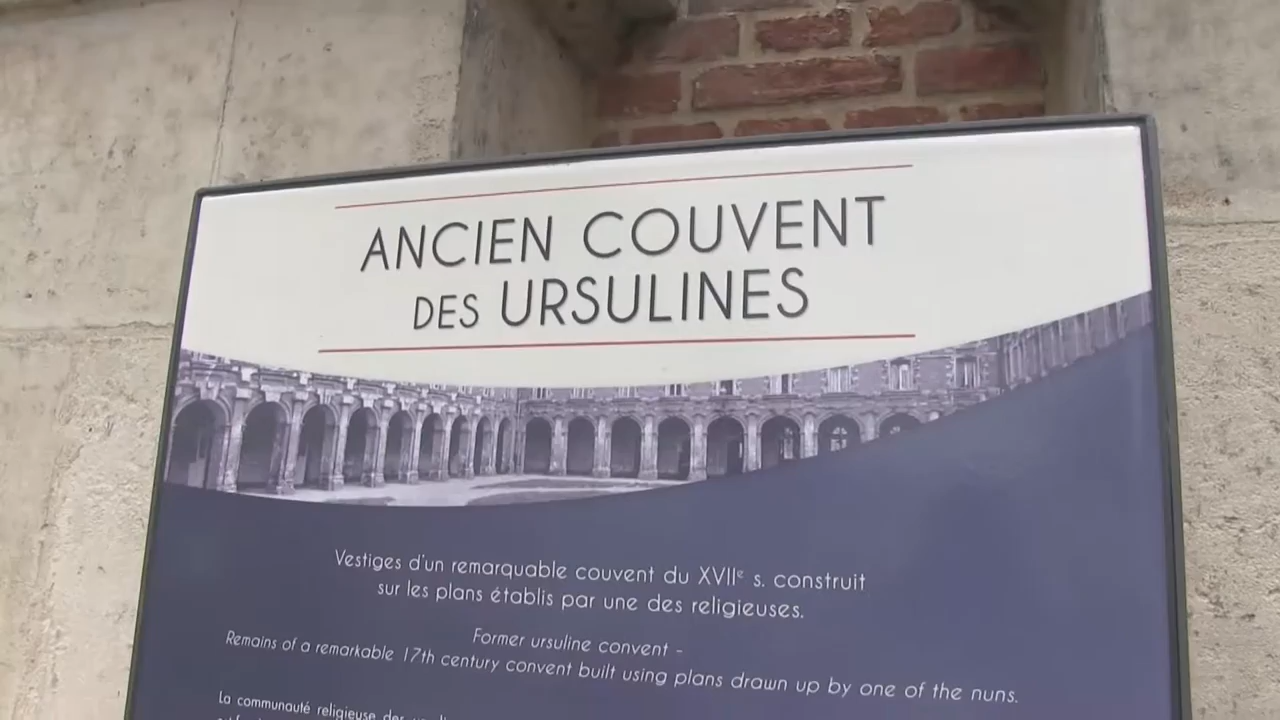 ANCIEN COUVENT
DES URSULINES
Vestiges d'un remarquable couvent du XVIIe s. construit
sur les plans établis par une des religieuses.
Former ursuline convent -
Remains of a remarkable 17th century convent built using plans drawn up by one of the nuns.
La communauté religieuse des